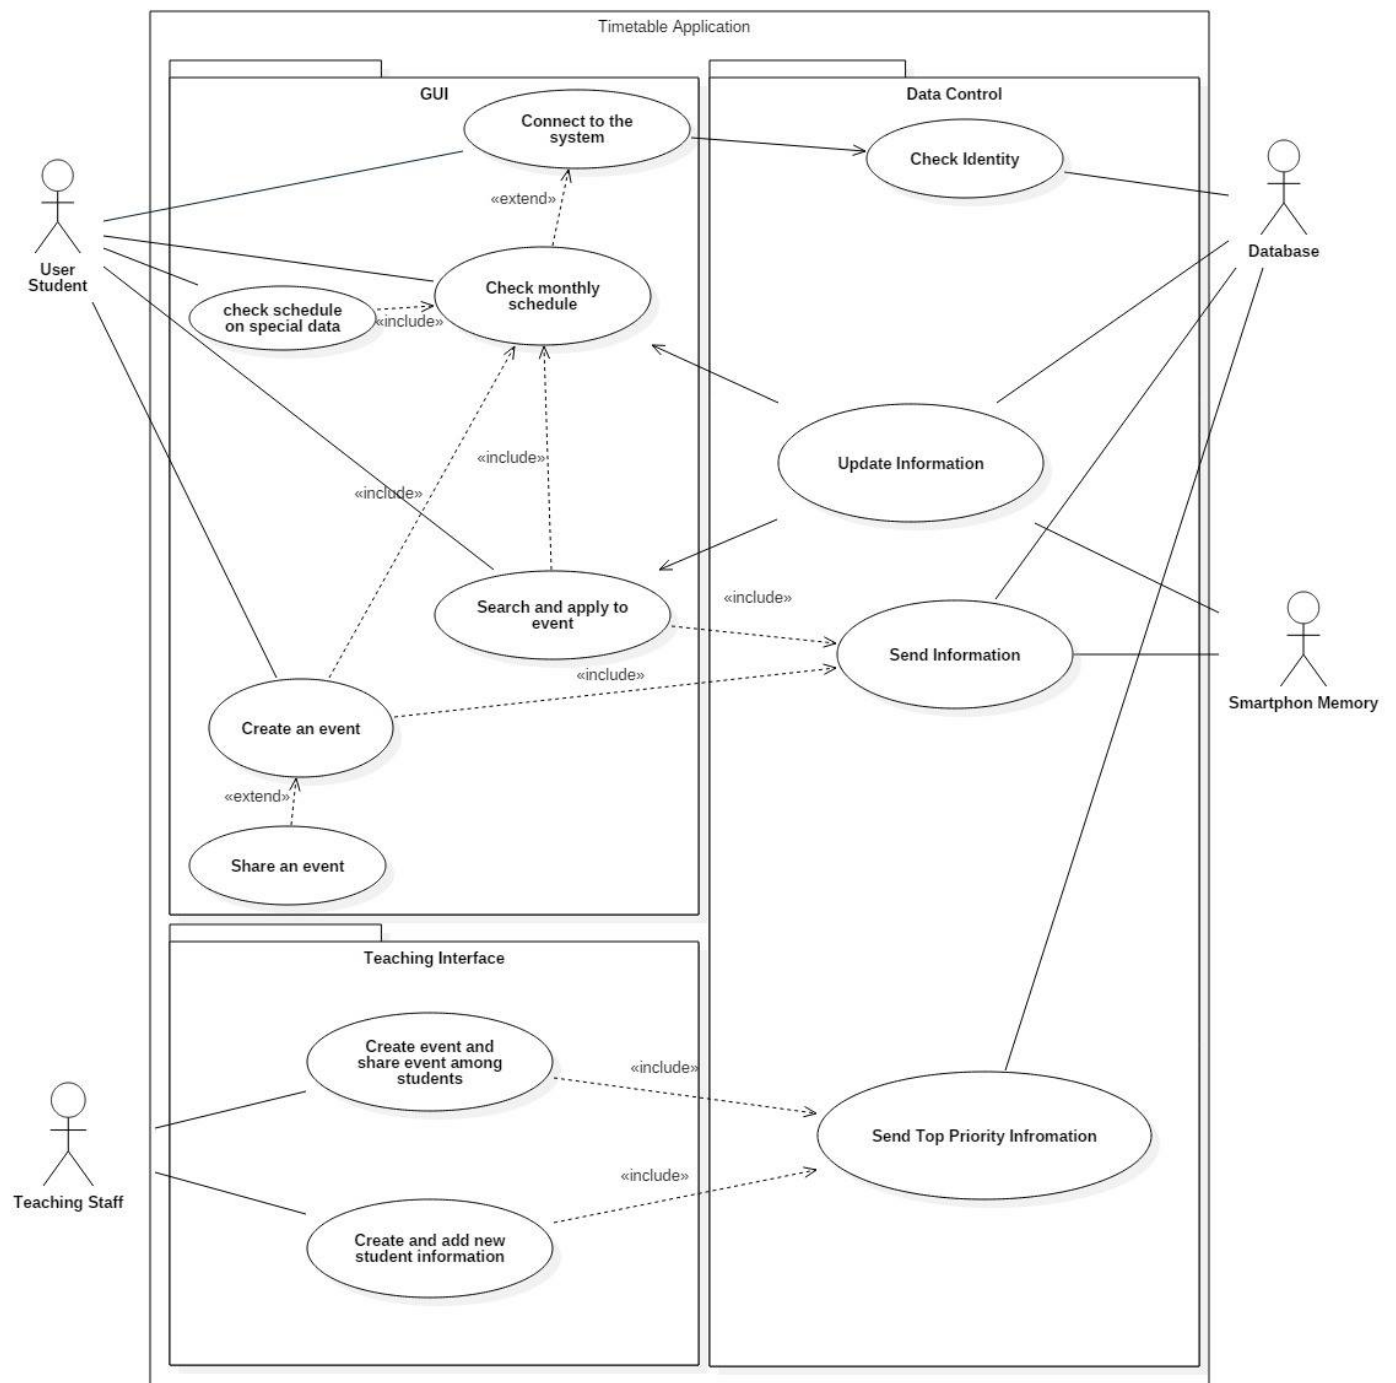 Timetable Application
GUI
Data Control
Connect to the
system
Check Identity
«extend»
User
Student
Database
Check monthly
schedule
check schedule
on special data
«include»
Update Information
«include»
«include»
Search and apply to
event
«include»
Send Information
«include»
Smartphon Memory
Create an event
«extend»
Share an event
Teaching Interface
Create event and
share event among
students
«include»
Send Top Priority Infromation
«include»
Teaching Staff
Create and add new
student information